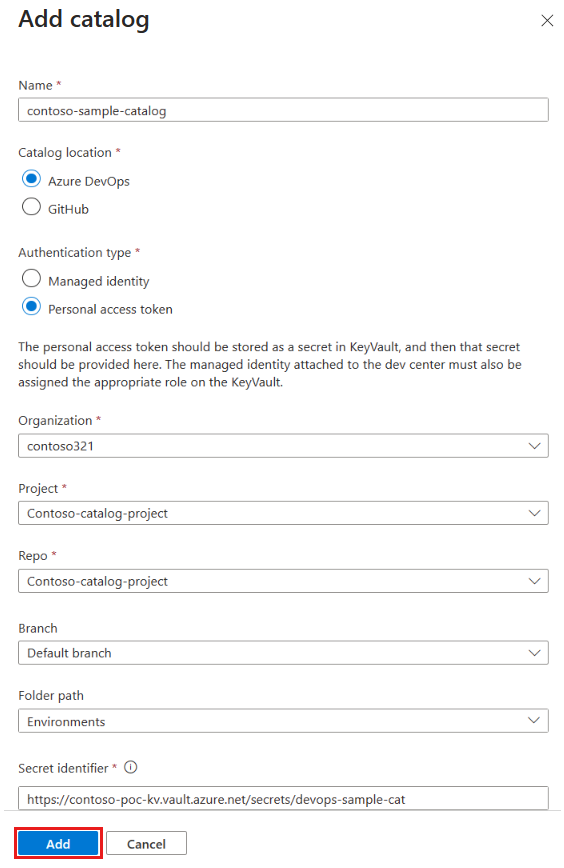 Add catalog
Name *
contoso-sample-catalog
Catalog location *
Azure DevOps
GitHub
Authentication type *
Managed identity
Personal access token
The personal access token should be stored as a secret in KeyVault, and then that secret
should be provided here. The managed identity attached to the dev center must also be
assigned the appropriate role on the KeyVault.
Organization *
contoso321
Project *
Contoso-catalog-project
Repo *
Contoso-catalog-project
Branch
Default branch
Folder path
Environments
Secret identifier *
https://contoso-poc-kv.vault.azure.net/secrets/devops-sample-cat
Add
Cancel